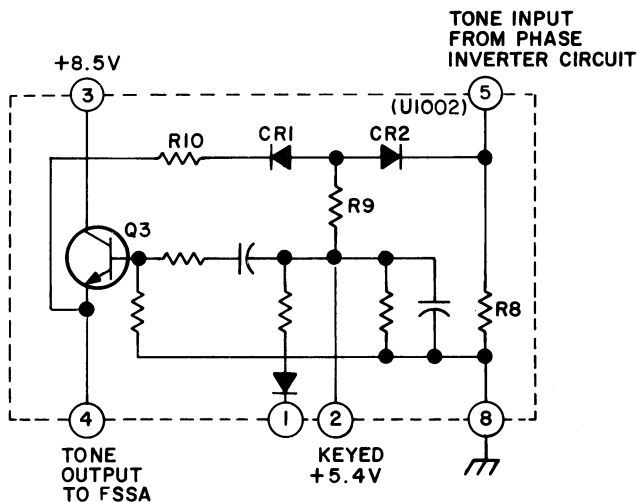 TONE INPUT
FROM PHASE
INVERTER CIRCUIT
+8.5V
3
(U1002)
5
R10
CR1
CR2
R9
Q3
R8
4
1
2
8
TONE
OUTPUT
TO FSSA
KEYED
+5.4V